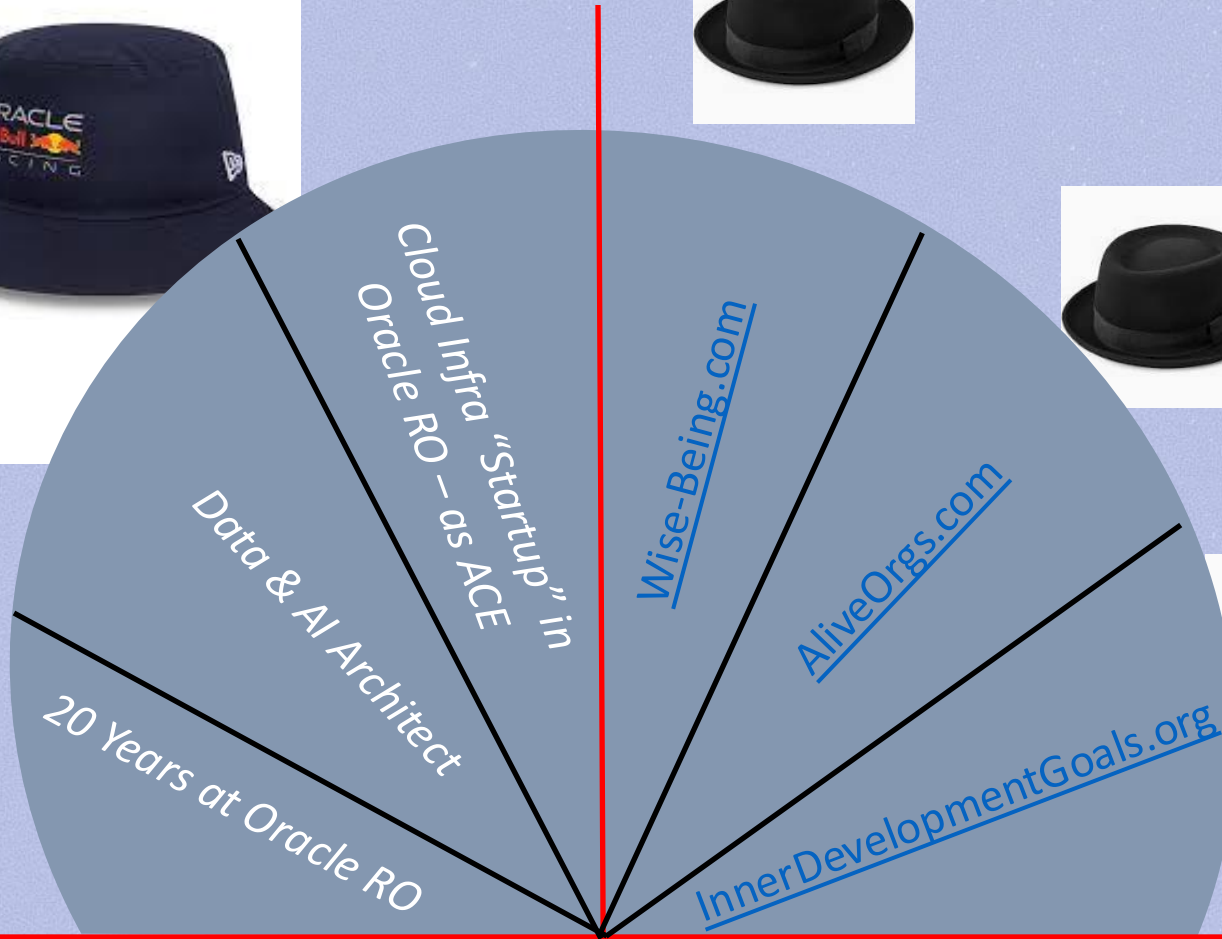 RACLE
Bull
CING
Cloud Infra “Startup” in
Oracle RO – as ACE
Data & AI Architect
20 Years at Oracle RO
Wise-Being.com
AliveOrgs.com
InnerDevelopmentGoals.org